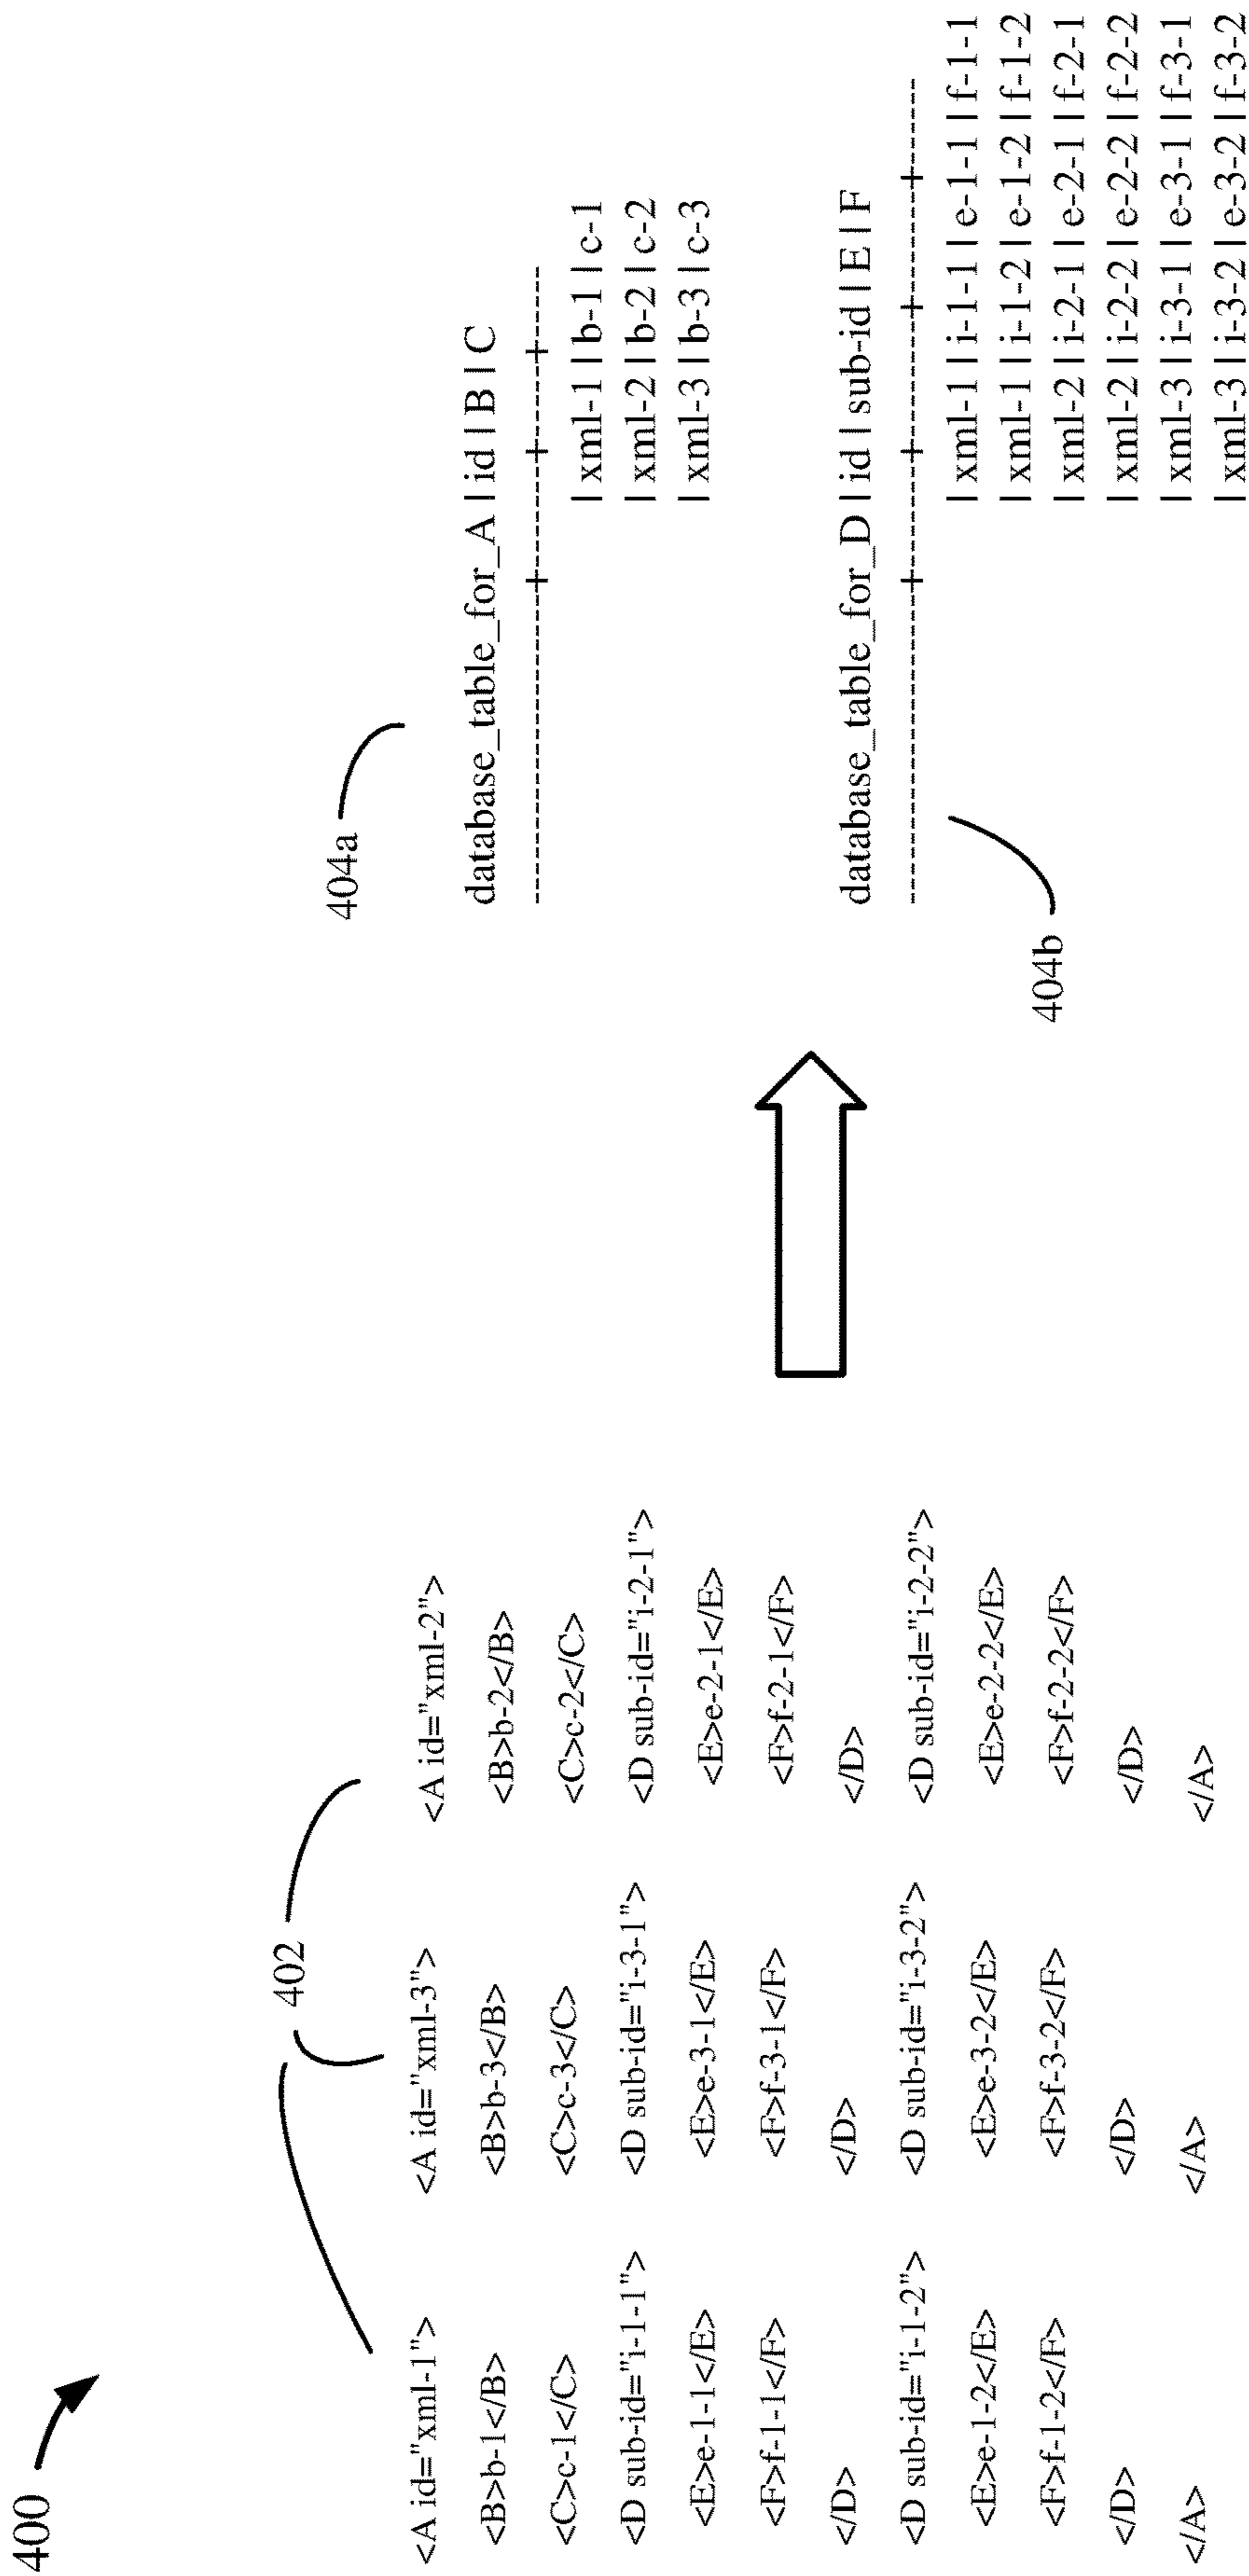 400
402
<A id="xml-1">
<B>b-1</B>
<C>c-1</C>
<D sub-id="i-1-1">
<E>e-1-1</E>
<F>f-1-1</F>
</D>
<D sub-id="i-1-2">
<E>e-1-2</E>
<F>f-1-2</F>
</D>
</A>
<A id="xml-3">
<B>b-3</B>
<C>c-3</C>
<D sub-id="i-3-1">
<E>e-3-1</E>
<F>f-3-1</F>
</D>
<D sub-id="i-3-2">
<E>e-3-2</E>
<F>f-3-2</F>
</D>
</A>
<A id="xml-2">
<B>b-2</B>
<C>c-2</C>
<D sub-id="i-2-1">
<E>e-2-1</E>
<F>f-2-1</F>
</D>
<D sub-id="i-2-2">
<E>e-2-2</E>
<F>f-2-2</F>
</D>
</A>
404a
database_table_for_A | id | B | C
| xml-1 | b-1 | c-1
| xml-2 | b-2 | c-2
| xml-3 | b-3 | c-3
database_table_for_D | id | sub-id | E | F
| xml-1 | i-1-1 | e-1-1 | f-1-1
| xml-1 | i-1-2 | e-1-2 | f-1-2
| xml-2 | i-2-1 | e-2-1 | f-2-1
| xml-2 | i-2-2 | e-2-2 | f-2-2
| xml-3 | i-3-1 | e-3-1 | f-3-1
| xml-3 | i-3-2 | e-3-2 | f-3-2
404b